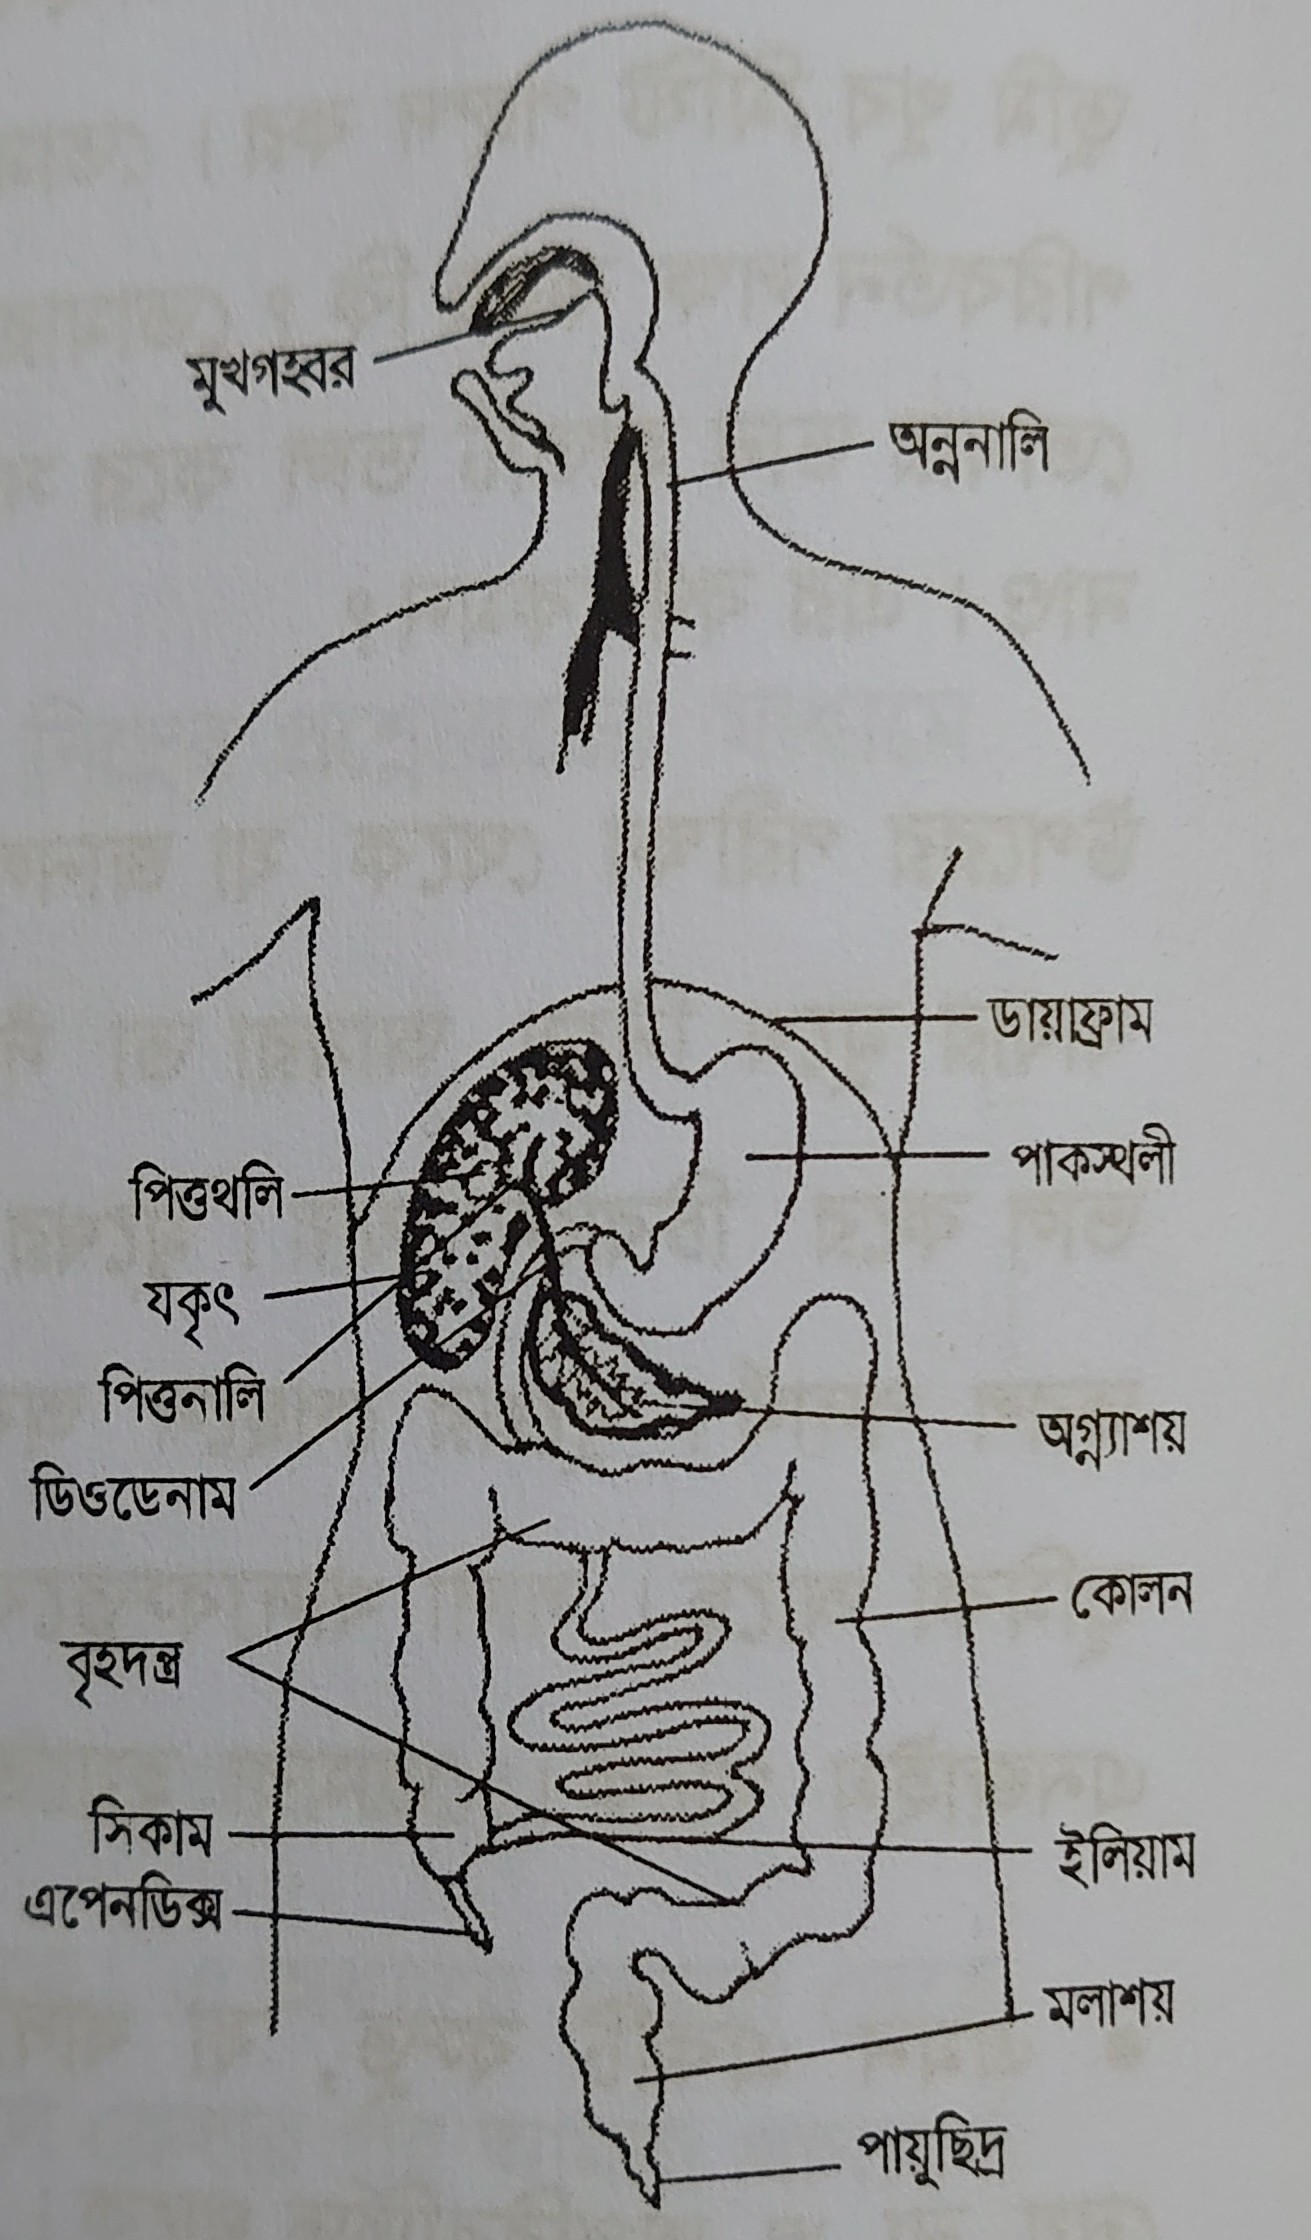 মুখগহ্বর
অন্ননালি
ডায়াফ্রাম
পাকস্থলী
পিত্তথলি
যকৃৎ
পিত্তনালি
অগ্ন্যাশয়
ডিওডেনাম
কোলন
বৃহদন্ত্র
সিকাম
ইলিয়াম
এপেনডিক্স
মলাশয়
পায়ুছিদ্র